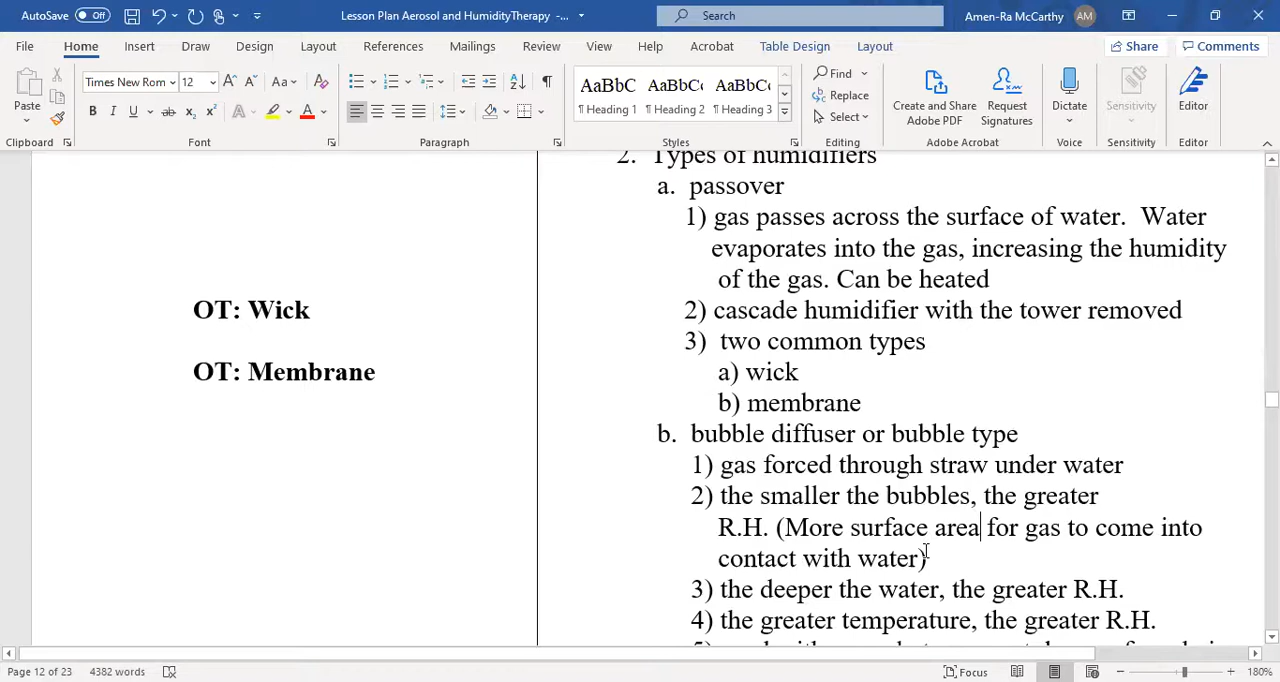 AutoSave Off Lesson Plan Aerosol and HumidityTherapy -... Search Amen-Ra McCarthy AM
File Home Insert Draw Design Layout References Mailings Review View Help Acrobat Table Design Layout Share Comments
Paste
Times New Rom 12
AaBbC AaBbC AaBbC
¶ Heading 1 ¶ Heading 2 ¶ Heading 3
Find
Replace
Select
Create and Share Adobe PDF
Request Signatures
Dictate
Sensitivity
Editor
Clipboard Font Paragraph Styles Editing Adobe Acrobat Voice Sensitivity Editor
2. Types of humidifiers
a. passover
1) gas passes across the surface of water. Water
evaporates into the gas, increasing the humidity
of the gas. Can be heated
OT: Wick
2) cascade humidifier with the tower removed
3) two common types
OT: Membrane
a) wick
b) membrane
b. bubble diffuser or bubble type
1) gas forced through straw under water
2) the smaller the bubbles, the greater
R.H. (More surface area for gas to come into
contact with water)
3) the deeper the water, the greater R.H.
4) the greater temperature, the greater R.H.
Page 12 of 23 4382 words Focus 180%